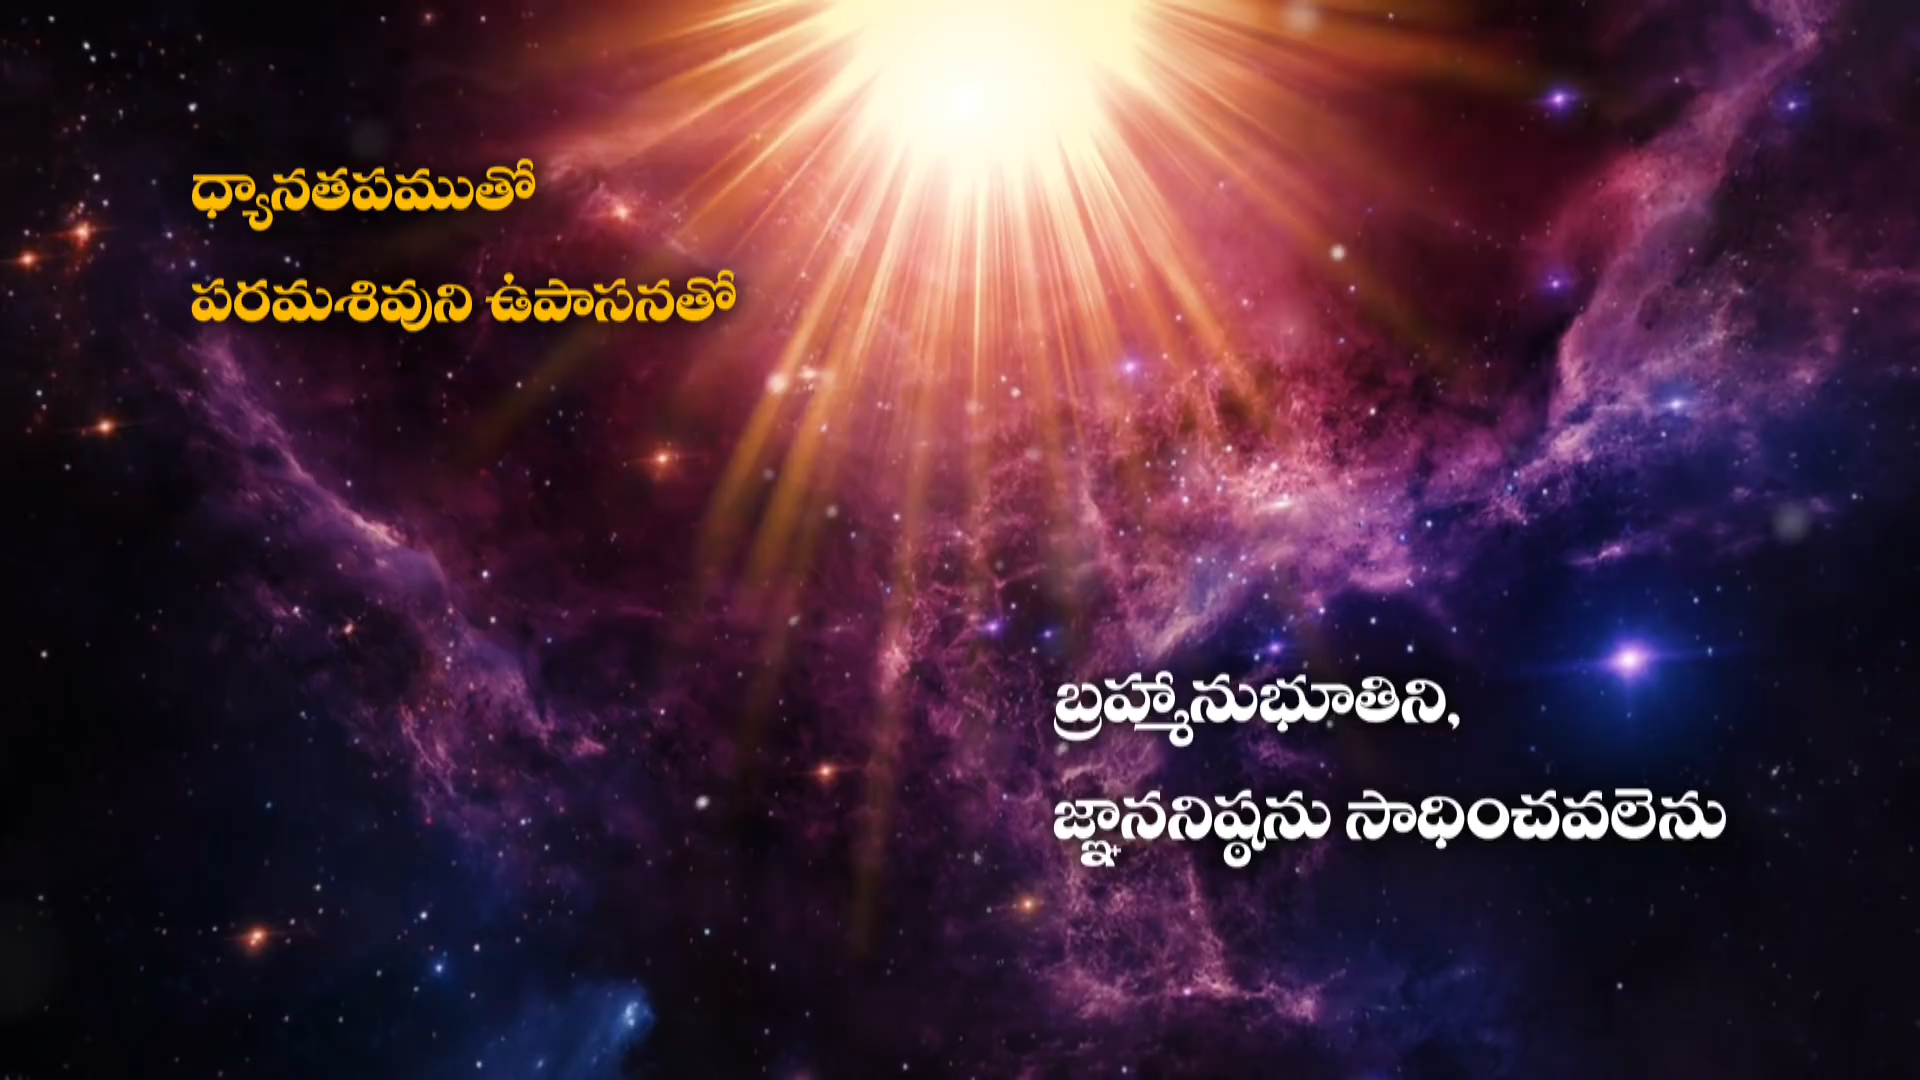 ధ్యానతపముతో
పరమశివుని ఉపాసనతో
బ్రహ్మానుభూతిని,
జ్ఞాననిష్ఠను సాధించవలెను